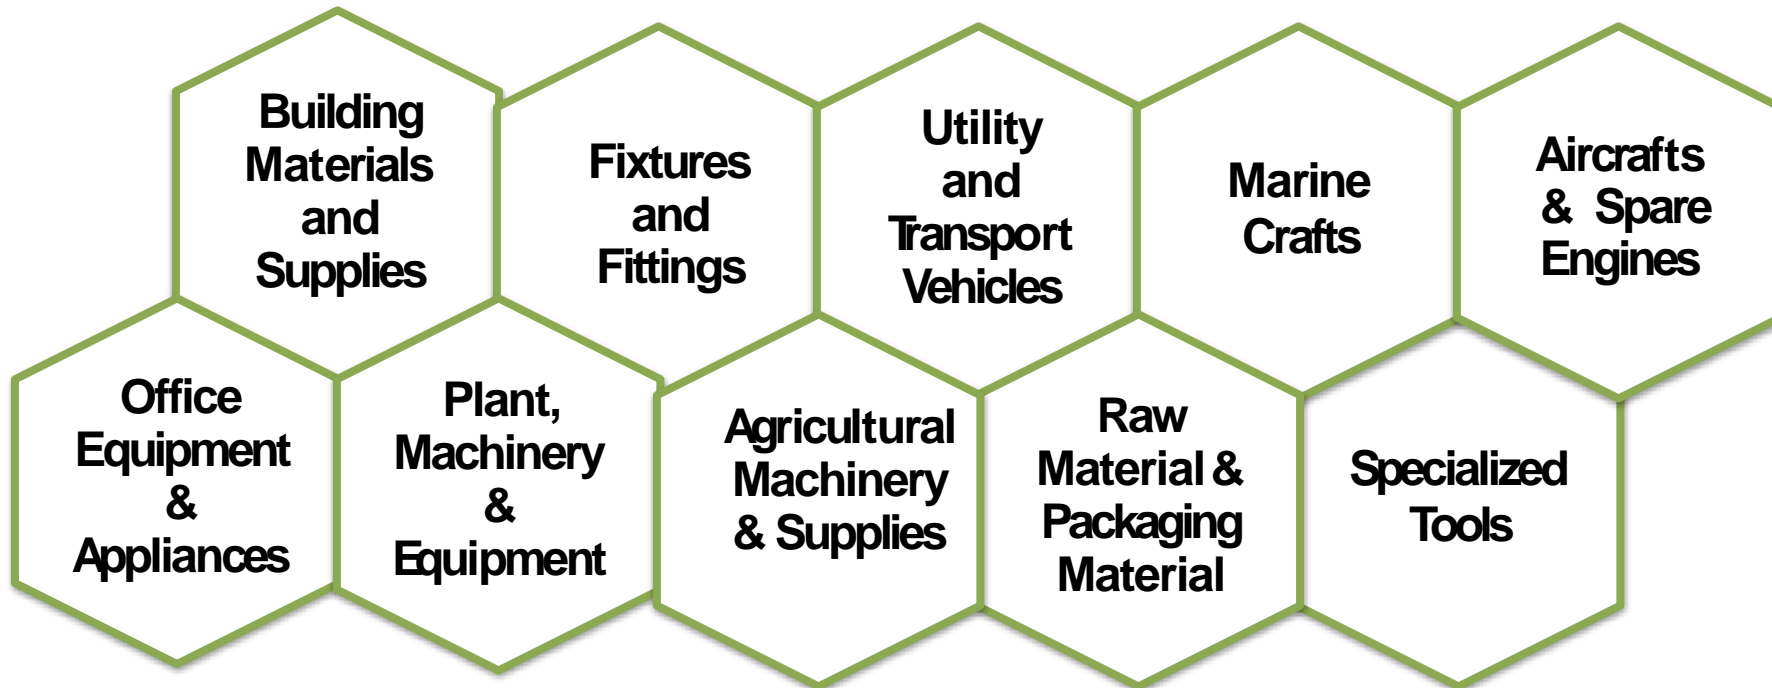 Building
Materials
and
Supplies
Fixtures
and
Fittings
Utility
and
Transport
Vehicles
Marine
Crafts
Aircrafts
& Spare
Engines
Office
Equipment
&
Appliances
Plant,
Machinery
&
Equipment
Agricultural
Machinery
& Supplies
Raw
Material &
Packaging
Material
Specialized
Tools